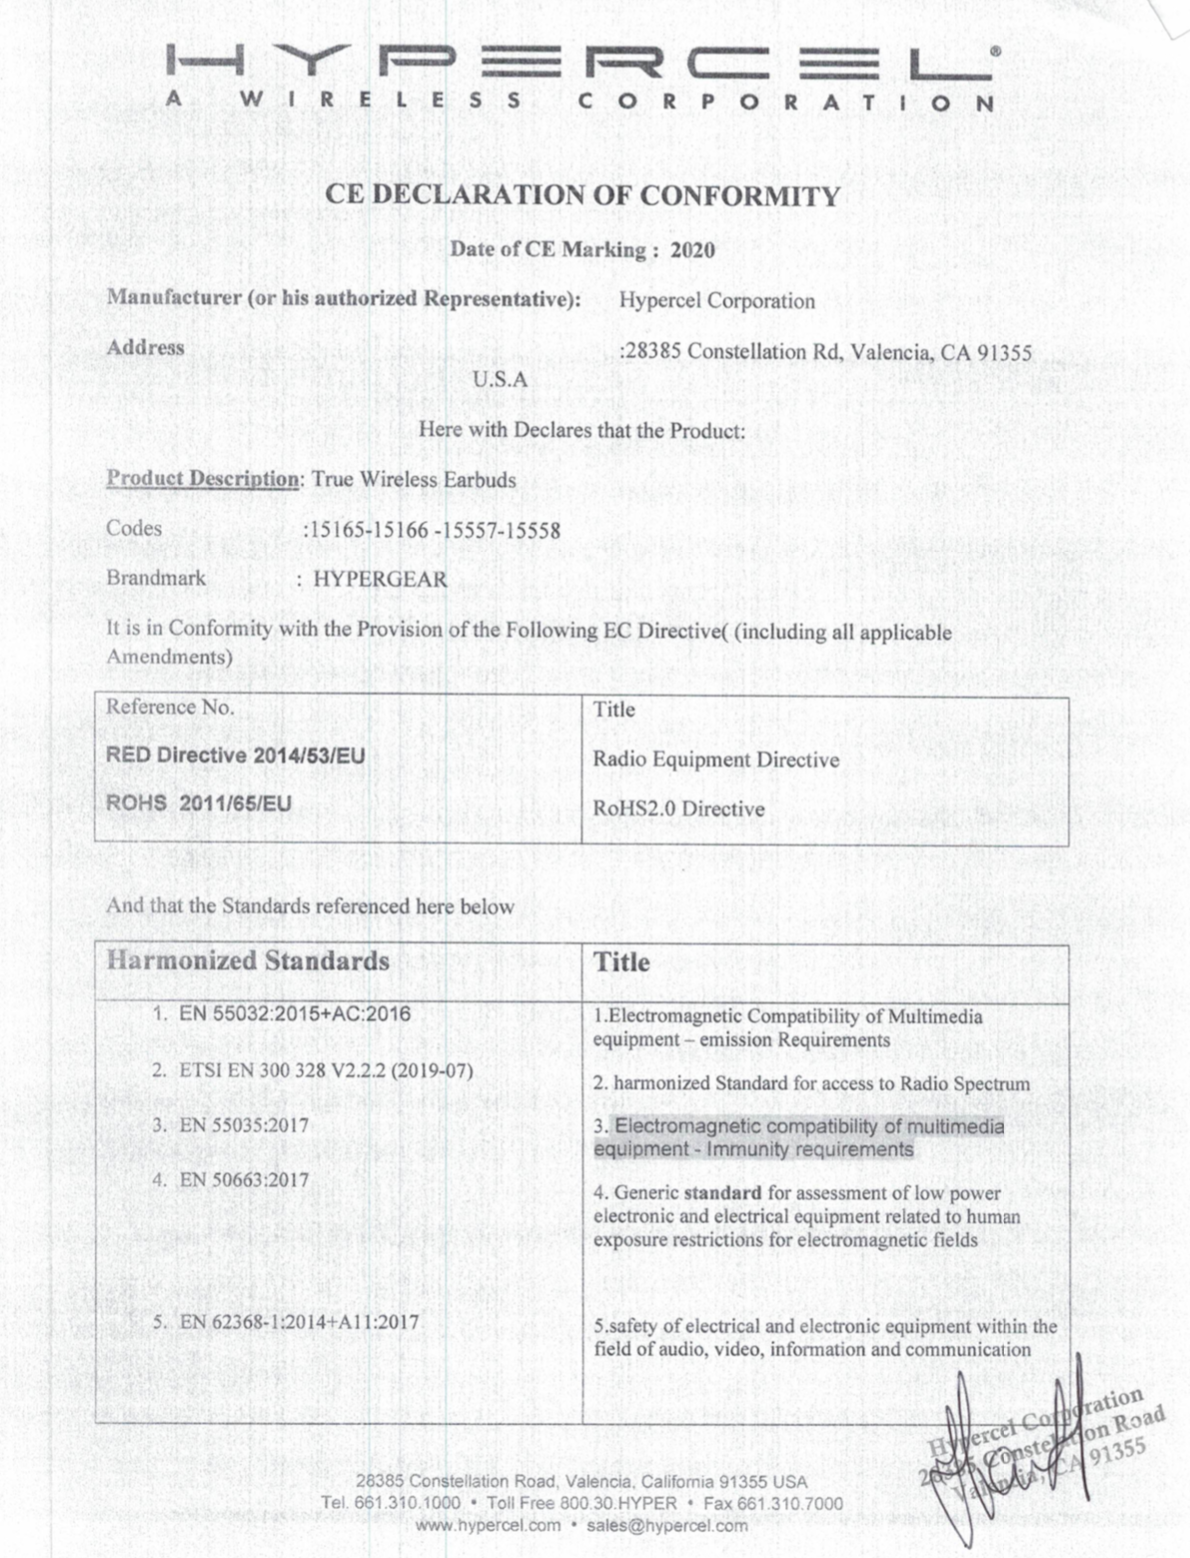 HYPERCEL®
A WIRELESS CORPORATION
CE DECLARATION OF CONFORMITY
Date of CE Marking : 2020
Manufacturer (or his authorized Representative): Hypercel Corporation
Address :28385 Constellation Rd, Valencia, CA 91355
U.S.A
Here with Declares that the Product:
Product Description: True Wireless Earbuds
Codes :15165-15166 -15557-15558
Brandmark : HYPERGEAR
It is in Conformity with the Provision of the Following EC Directive( (including all applicable
Amendments)
Reference No. Title
RED Directive 2014/53/EU Radio Equipment Directive
ROHS 2011/65/EU RoHS2.0 Directive
And that the Standards referenced here below
Harmonized Standards Title
1. EN 55032:2015+AC:2016 1.Electromagnetic Compatibility of Multimedia
equipment – emission Requirements
2. ETSI EN 300 328 V2.2.2 (2019-07) 2. harmonized Standard for access to Radio Spectrum
3. EN 55035:2017 3. Electromagnetic compatibility of multimedia
equipment - Immunity requirements
4. EN 50663:2017 4. Generic standard for assessment of low power
electronic and electrical equipment related to human
exposure restrictions for electromagnetic fields
5. EN 62368-1:2014+A11:2017 5.safety of electrical and electronic equipment within the
field of audio, video, information and communication
Hypercel Corporation
28385 Constellation Road
Valencia, CA 91355
28385 Constellation Road, Valencia, California 91355 USA
Tel. 661.310.1000 • Toll Free 800.30.HYPER • Fax 661.310.7000
www.hypercel.com • sales@hypercel.com